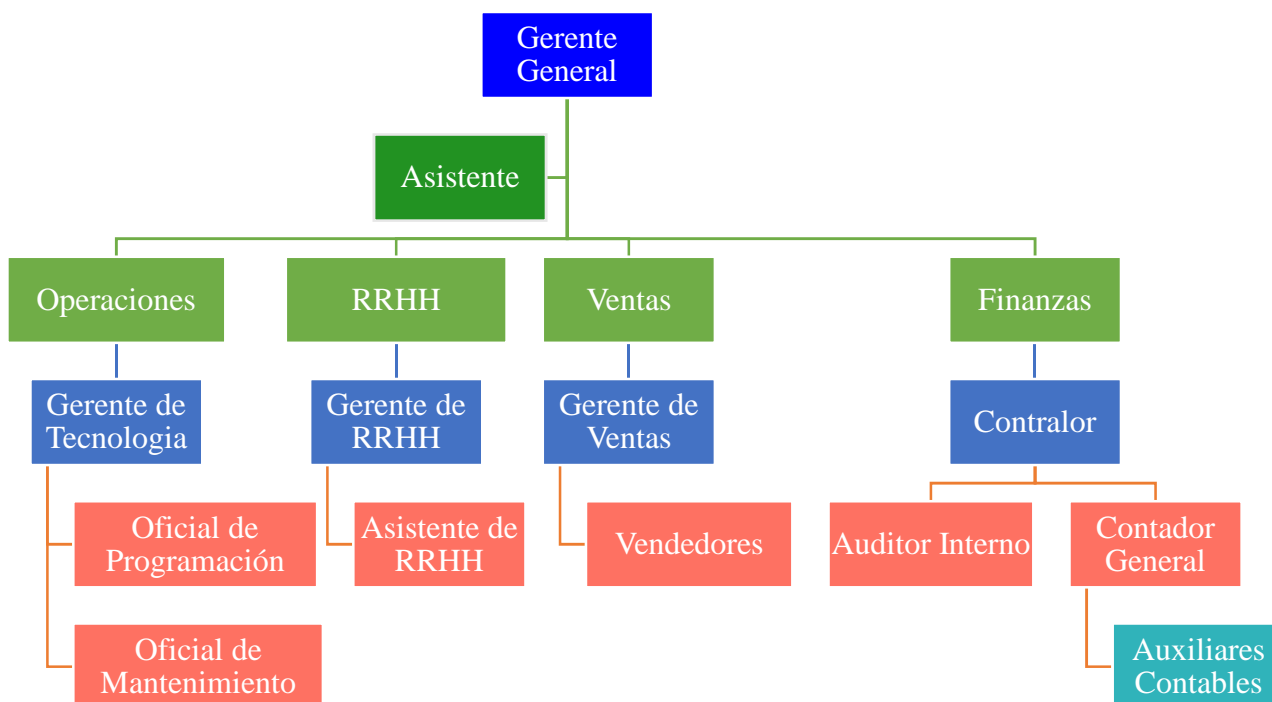 Gerente
General
Asistente
Operaciones
RRHH
Ventas
Finanzas
Gerente de
Tecnologia
Gerente de
RRHH
Gerente de
Ventas
Contralor
Oficial de
Programación
Asistente de
RRHH
Vendedores
Auditor Interno
Contador
General
Oficial de
Mantenimiento
Auxiliares
Contables